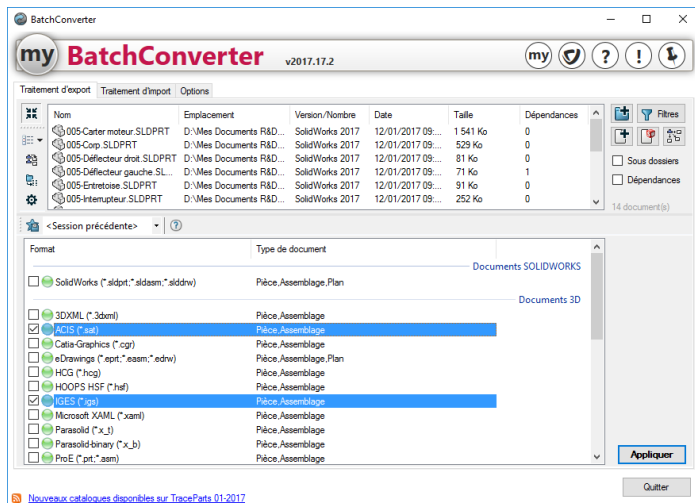 BatchConverter
my BatchConverter v2017.17.2 my ? !
Traitement d'export Traitement d'import Options
Nom Emplacement Version/Nombre Date Taille Dépendances
005-Carter moteur.SLDPRT D:\Mes Documents R&D... SolidWorks 2017 12/01/2017 09:... 1 541 Ko 0
005-Corp.SLDPRT D:\Mes Documents R&D... SolidWorks 2017 12/01/2017 09:... 529 Ko 0
005-Déflecteur droit.SLDPRT D:\Mes Documents R&D... SolidWorks 2017 12/01/2017 09:... 81 Ko 0
005-Déflecteur gauche.SL... D:\Mes Documents R&D... SolidWorks 2017 12/01/2017 09:... 71 Ko 1
005-Entretoise.SLDPRT D:\Mes Documents R&D... SolidWorks 2017 12/01/2017 09:... 91 Ko 0
005-Interrupteur.SLDPRT D:\Mes Documents R&D... SolidWorks 2017 12/01/2017 09:... 252 Ko 0
Filtres
Sous dossiers
Dépendances
14 document(s)
<Session précédente> ?
Format Type de document
Documents SOLIDWORKS
SolidWorks (*.sldprt;*.sldasm;*.slddrw) Pièce,Assemblage,Plan
Documents 3D
3DXML (*.3dxml) Pièce,Assemblage
ACIS (*.sat) Pièce,Assemblage
Catia-Graphics (*.cgr) Pièce,Assemblage
eDrawings (*.eprt;*.easm;*.edrw) Pièce,Assemblage,Plan
HCG (*.hcg) Pièce,Assemblage
HOOPS HSF (*.hsf) Pièce,Assemblage
IGES (*.igs) Pièce,Assemblage
Microsoft XAML (*.xaml) Pièce,Assemblage
Parasolid (*.x_t) Pièce,Assemblage
Parasolid-binary (*.x_b) Pièce,Assemblage
ProE (*.prt;*.asm) Pièce,Assemblage
Appliquer
Quitter
Nouveaux catalogues disponibles sur TraceParts 01-2017